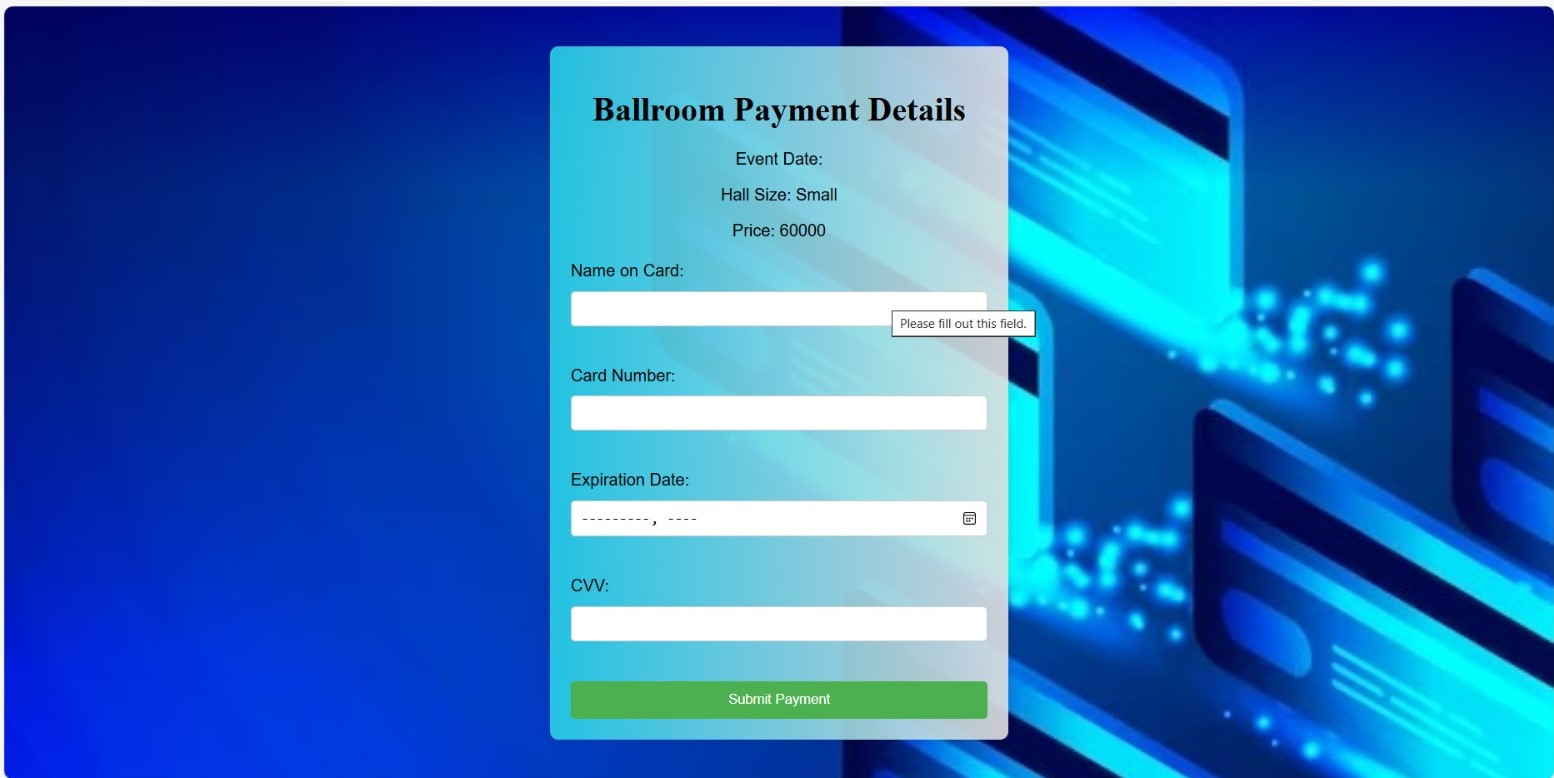 Ballroom Payment Details
Event Date:
Hall Size: Small
Price: 60000
Name on Card:
Please fill out this field.
Card Number:
Expiration Date:
---------, ----
CVV:
Submit Payment